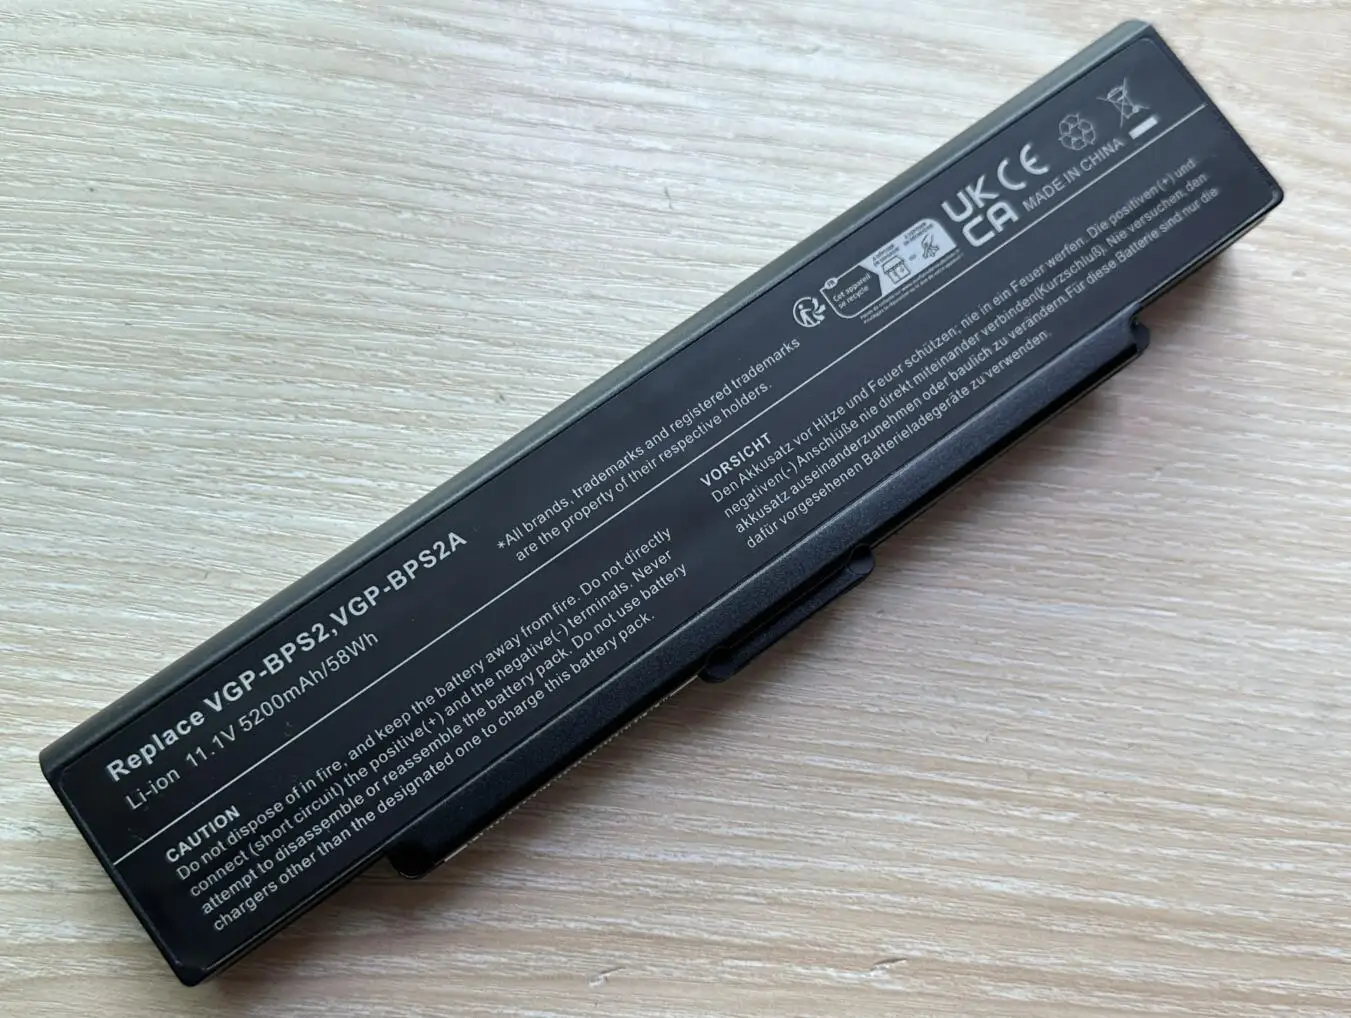 Replace VGP-BPS2,VGP-BPS2A
Li-ion 11.1V 5200mAh/58Wh
*All brands, trademarks and registered trademarks
are the property of their respective holders.
FR
Cet appareil
se recycle
UK
CA
CE
MADE IN CHINA
CAUTION
Do not dispose of in fire, and keep the battery away from fire. Do not directly
connect (short circuit) the positive(+) and the negative(-) terminals. Never
attempt to disassemble or reassemble the battery pack. Do not use battery
chargers other than the designated one to charge this battery pack.
VORSICHT
Den Akkusatz vor Hitze und Feuer schützen; nie in ein Feuer werfen. Die positiven(+) und
negativen(-) Anschlüße nie direkt miteinander verbinden(Kurzschluß). Nie versuchen, den
akkusatz auseinanderzunehmen oder baulich zu verändern.Für diese Batterie sind nur die
dafür vorgesehenen Batterieladegeräte zu verwenden.